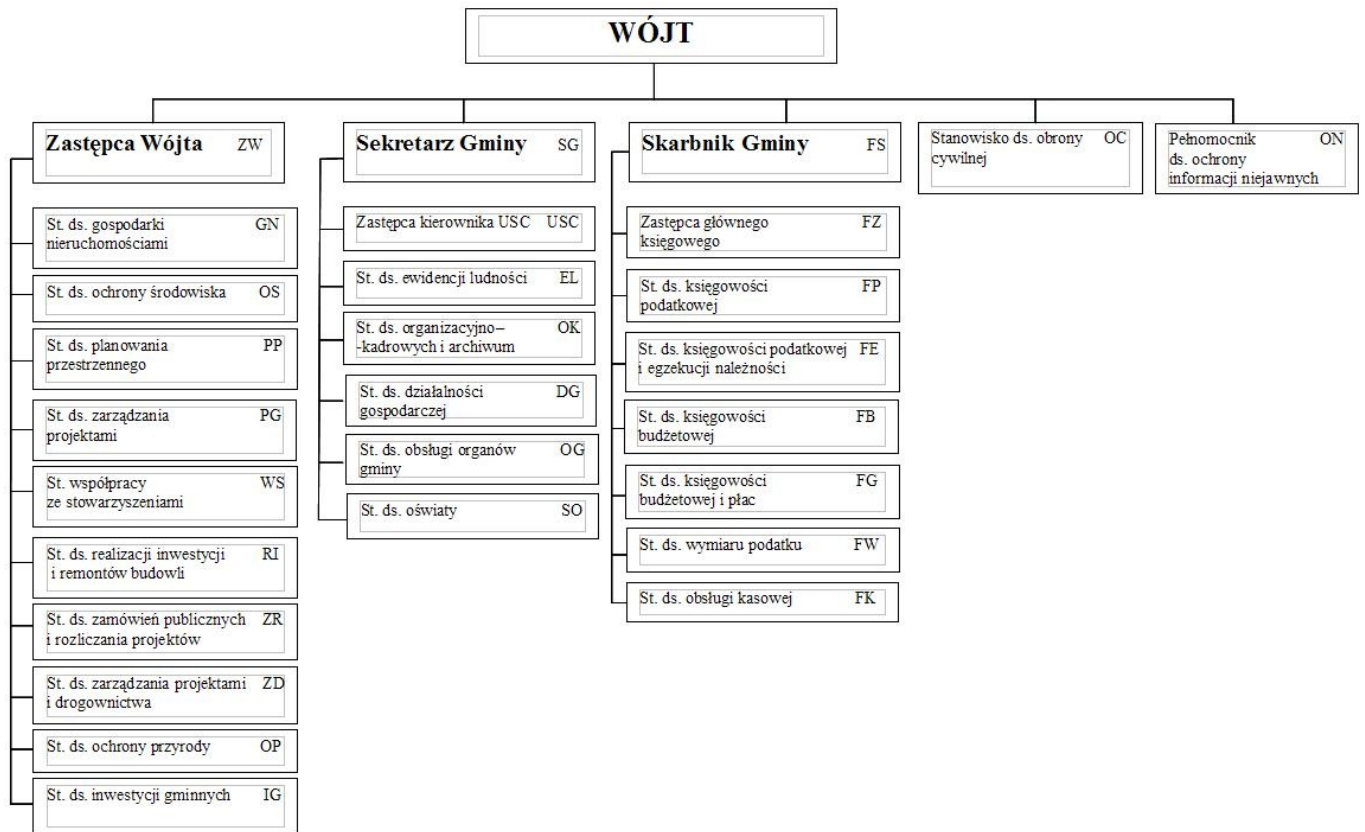 WÓJT
Zastępca Wójta ZW
St. ds. gospodarki GN
nieruchomościami
St. ds. ochrony środowiska OS
St. ds. planowania PP
przestrzennego
St. ds. zarządzania PG
projektami
St. współpracy WS
ze stowarzyszeniami
St. ds. realizacji inwestycji RI
i remontów budowli
St. ds. zamówień publicznych ZR
i rozliczania projektów
St. ds. zarządzania projektami ZD
i drogownictwa
St. ds. ochrony przyrody OP
St. ds. inwestycji gminnych IG
Sekretarz Gminy SG
Zastępca kierownika USC USC
St. ds. ewidencji ludności EL
St. ds. organizacyjno– OK
-kadrowych i archiwum
St. ds. działalności DG
gospodarczej
St. ds. obsługi organów OG
gminy
St. ds. oświaty SO
Skarbnik Gminy FS
Zastępca głównego FZ
księgowego
St. ds. księgowości FP
podatkowej
St. ds. księgowości podatkowej FE
i egzekucji należności
St. ds. księgowości FB
budżetowej
St. ds. księgowości FG
budżetowej i płac
St. ds. wymiaru podatku FW
St. ds. obsługi kasowej FK
Stanowisko ds. obrony OC
cywilnej
Pełnomocnik ON
ds. ochrony
informacji niejawnych